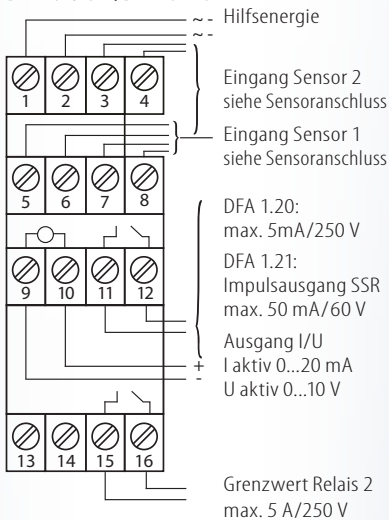 ~ - Hilfsenergie
~ -
1 2 3 4
Eingang Sensor 2
siehe Sensoranschluss
Eingang Sensor 1
siehe Sensoranschluss
5 6 7 8
DFA 1.20:
max. 5mA/250 V
DFA 1.21:
Impulsausgang SSR
max. 50 mA/60 V
9 10 11 12
Ausgang I/U
+ I aktiv 0...20 mA
- U aktiv 0...10 V
13 14 15 16
Grenzwert Relais 2
max. 5 A/250 V